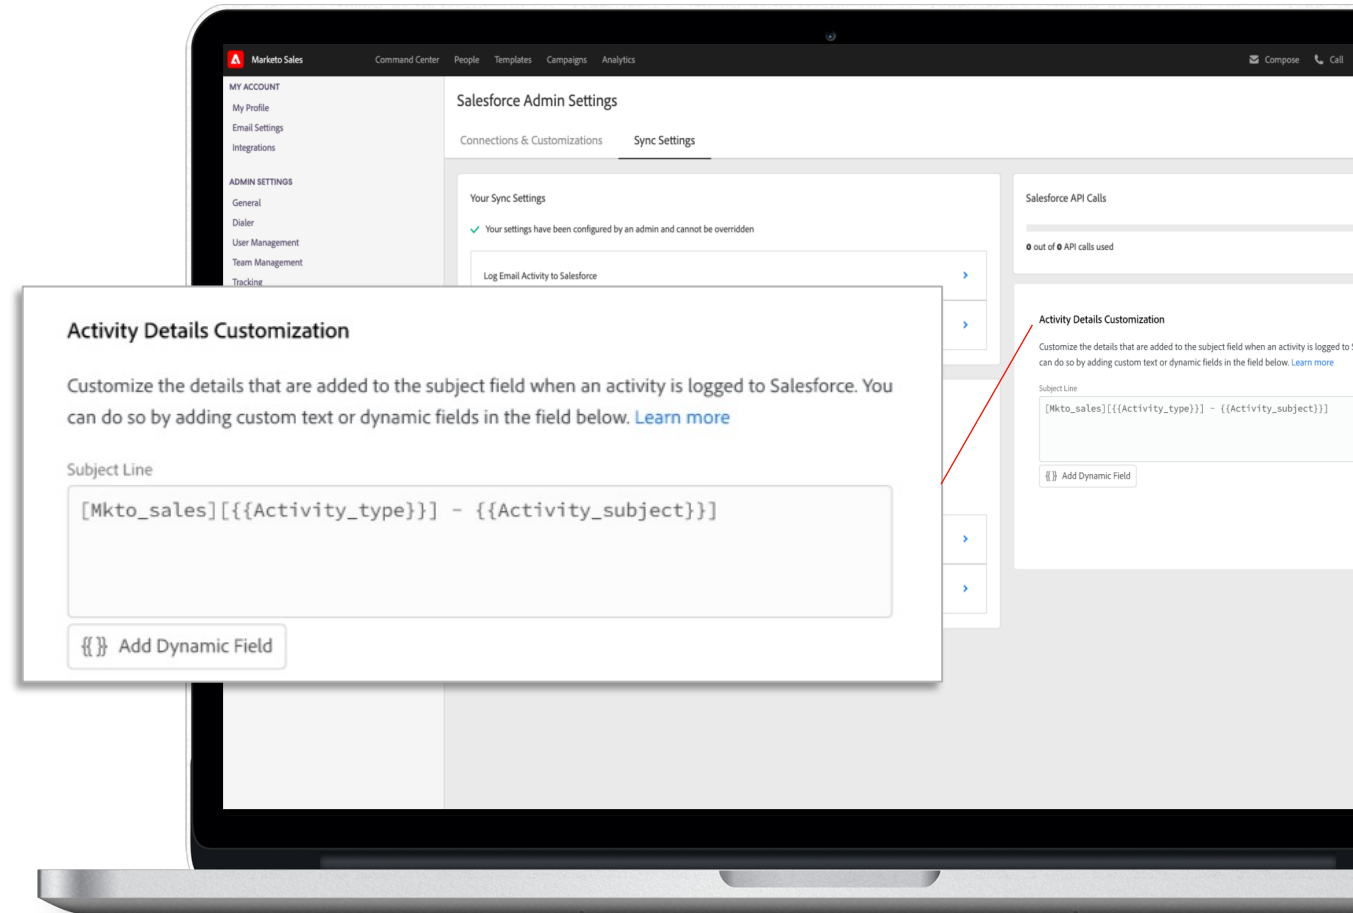 Marketo Sales
Command Center People Templates Campaigns Analytics
Compose Call
MY ACCOUNT
My Profile
Email Settings
Integrations
ADMIN SETTINGS
General
Dialer
User Management
Team Management
Tracking
Salesforce Admin Settings
Connections & Customizations Sync Settings
Your Sync Settings
Your settings have been configured by an admin and cannot be overridden
Log Email Activity to Salesforce
Salesforce API Calls
0 out of 0 API calls used
Activity Details Customization
Customize the details that are added to the subject field when an activity is logged to
can do so by adding custom text or dynamic fields in the field below. Learn more
Subject Line
[Mkto_sales][{{Activity_type}}] - {{Activity_subject}}]
{{}} Add Dynamic Field
Activity Details Customization
Customize the details that are added to the subject field when an activity is logged to Salesforce. You
can do so by adding custom text or dynamic fields in the field below. Learn more
Subject Line
[Mkto_sales][{{Activity_type}}] - {{Activity_subject}}]
{{}} Add Dynamic Field